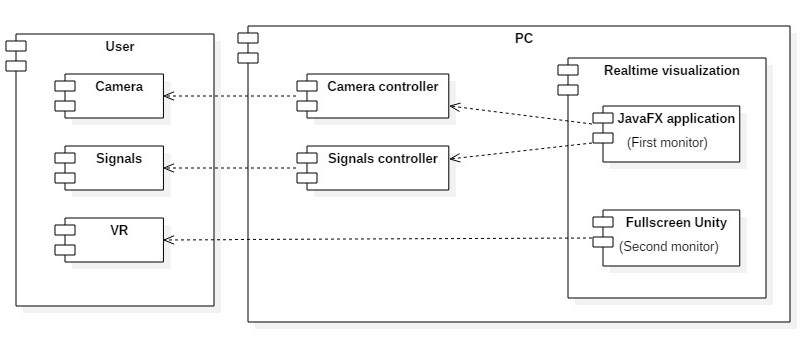 User
Camera
Signals
VR
PC
Camera controller
Signals controller
Realtime visualization
JavaFX application
(First monitor)
Fullscreen Unity
(Second monitor)